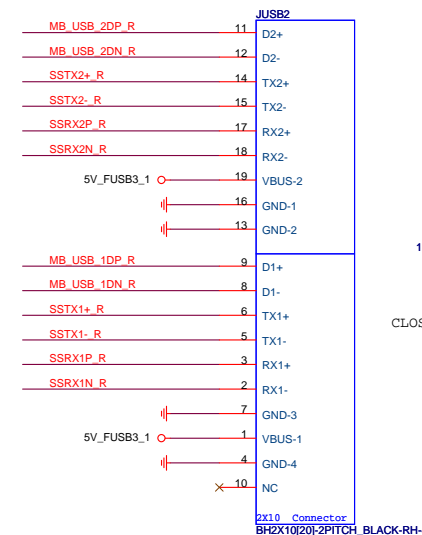 JUSB2
MB_USB_2DP_R 11 D2+
MB_USB_2DN_R 12 D2-
SSTX2+_R 14 TX2+
SSTX2-_R 15 TX2-
SSRX2P_R 17 RX2+
SSRX2N_R 18 RX2-
5V_FUSB3_1 19 VBUS-2
16 GND-1
13 GND-2
1
MB_USB_1DP_R 9 D1+
MB_USB_1DN_R 8 D1-
SSTX1+_R 6 TX1+
CLOS
SSTX1-_R 5 TX1-
SSRX1P_R 3 RX1+
SSRX1N_R 2 RX1-
7 GND-3
5V_FUSB3_1 1 VBUS-1
4 GND-4
10 NC
2X10 Connector
BH2X10[20]-2PITCH_BLACK-RH-